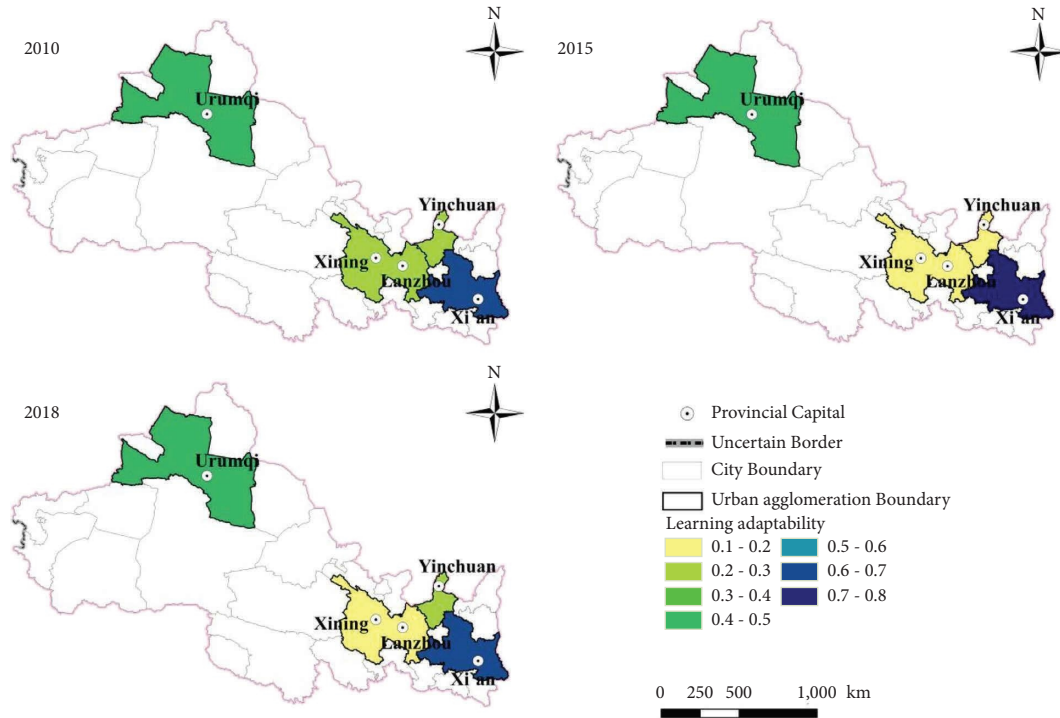 2010
N
Urumqi
Yinchuan
Xining
Lanzhou
Xi'an
2015
N
Urumqi
Yinchuan
Xining
Lanzhou
Xi'an
2018
N
Urumqi
Yinchuan
Xining
Lanzhou
Xi'an
Provincial Capital
Uncertain Border
City Boundary
Urban agglomeration Boundary
Learning adaptability
0.1 - 0.2
0.2 - 0.3
0.3 - 0.4
0.4 - 0.5
0.5 - 0.6
0.6 - 0.7
0.7 - 0.8
0 250 500 1,000 km